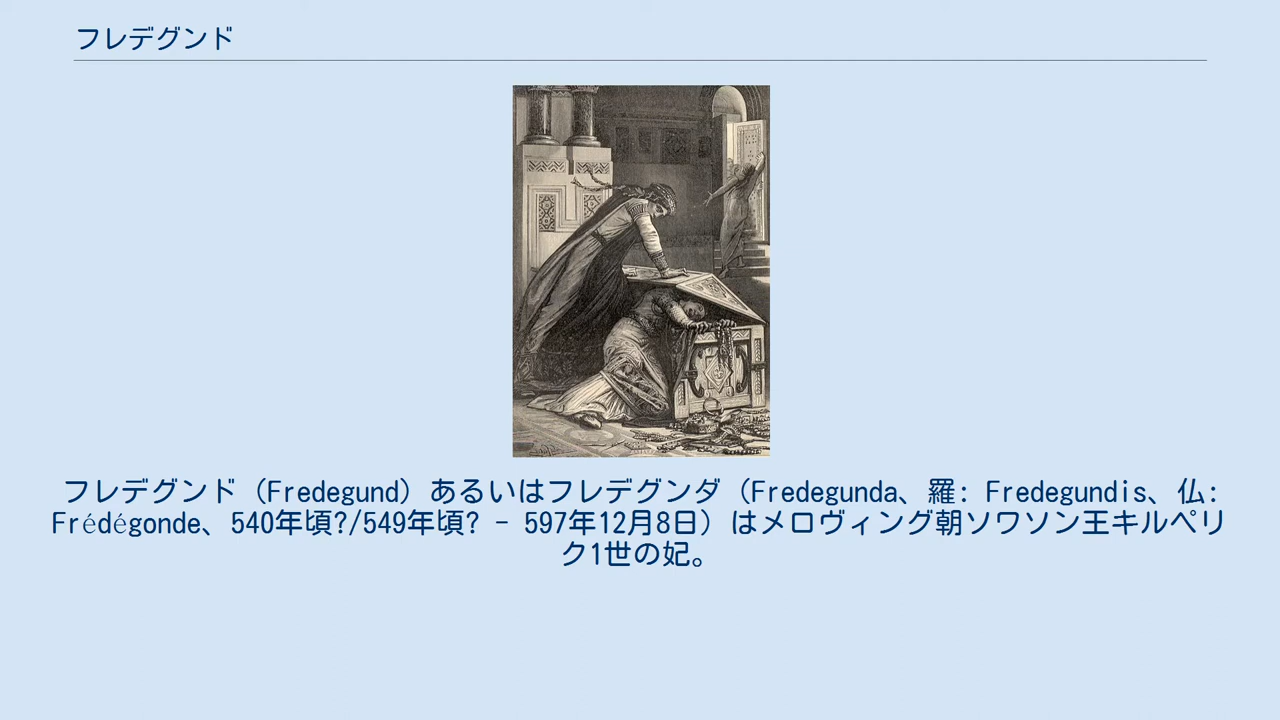 フレデグンド
フレデグンド（Fredegund）あるいはフレデグンダ（Fredegunda、羅: Fredegundis、仏:
Frédégonde、540年頃?/549年頃? - 597年12月8日）はメロヴィング朝ソワソン王キルペリ
ク1世の妃。